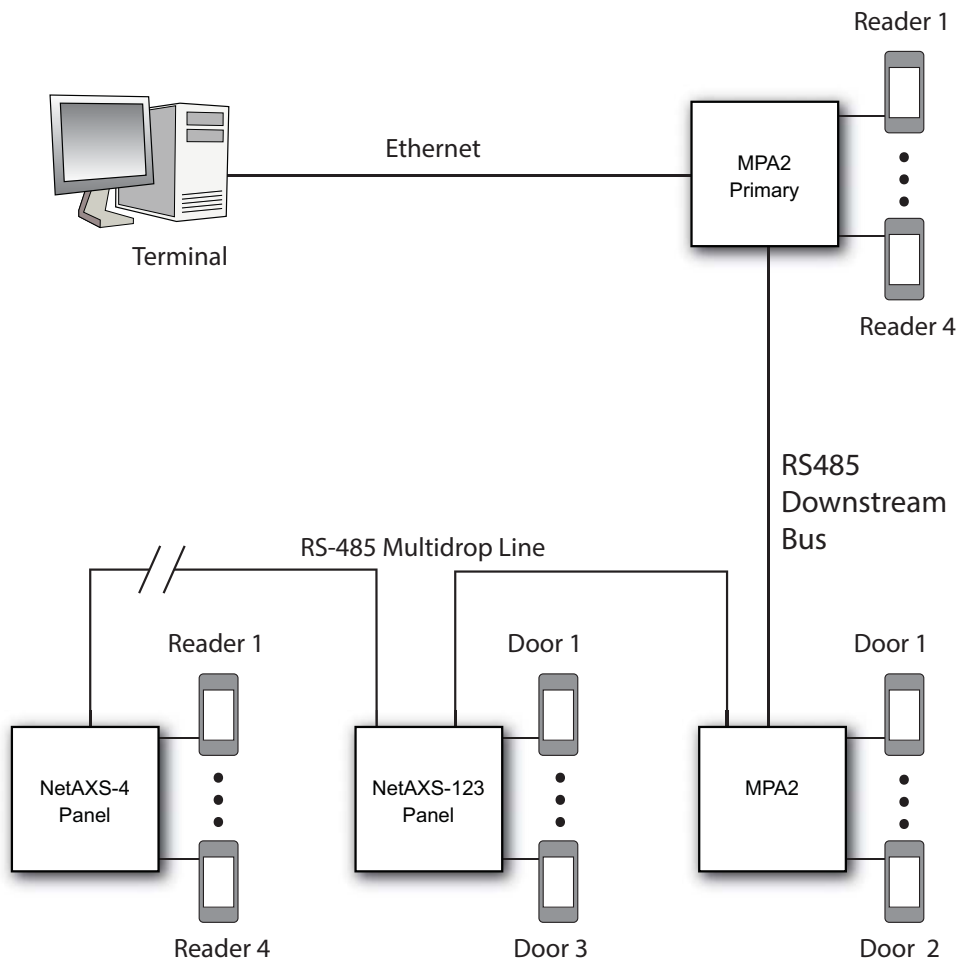 Reader 1
Ethernet
MPA2
Primary
Terminal
Reader 4
RS485
Downstream
Bus
RS-485 Multidrop Line
Reader 1
Door 1
Door 1
NetAXS-4
Panel
NetAXS-123
Panel
MPA2
Reader 4
Door 3
Door 2